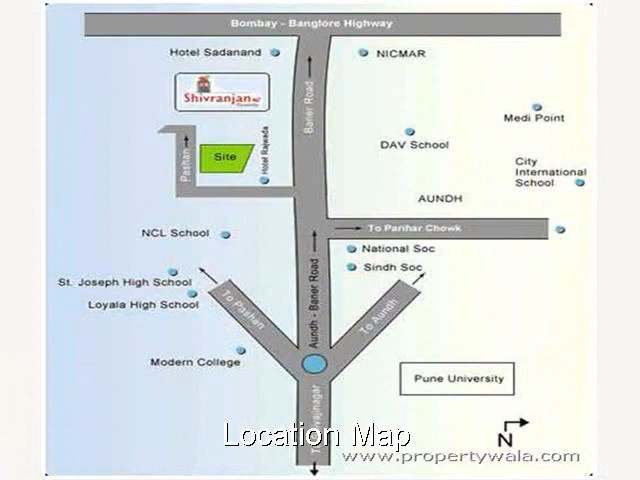 Bombay - Banglore Highway
Hotel Sadanand
NICMAR
Shivranjane
Baner Road
Medi Point
DAV School
Pashan
Site
Hotel Rajwada
City
International
School
AUNDH
To Parihar Chowk
NCL School
National Soc
Sindh Soc
St. Joseph High School
Loyala High School
To Pashan
Aundh - Baner Road
To Aundh
Modern College
Pune University
Location Map
N
www.propertywala.com